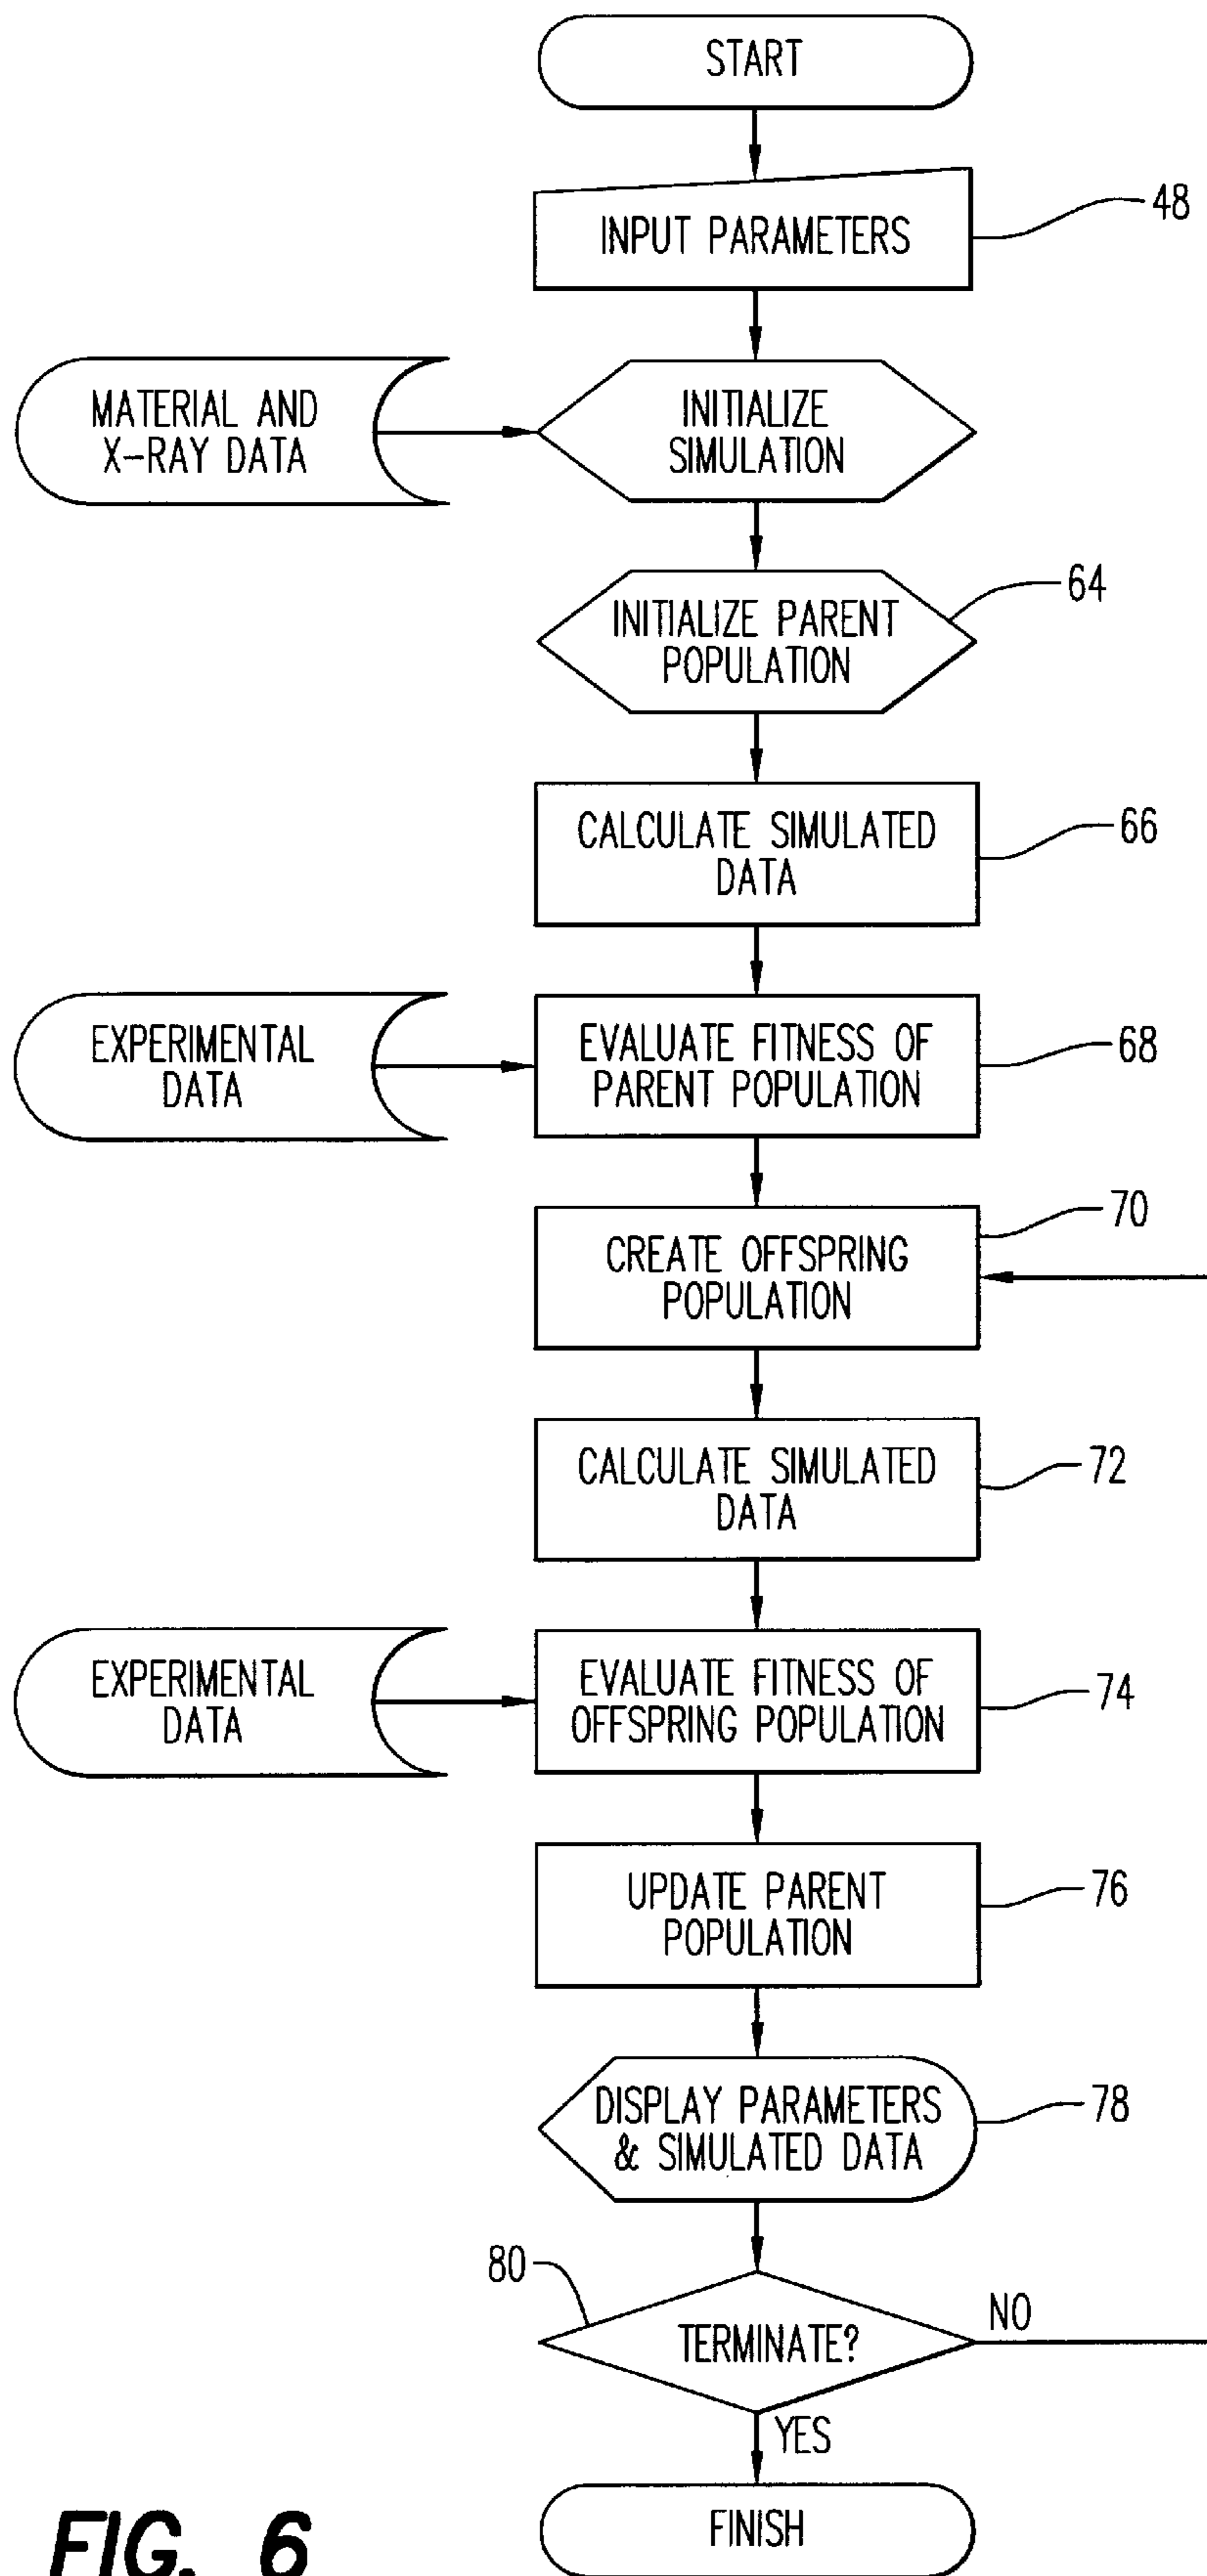 START
INPUT PARAMETERS
48
MATERIAL AND
X-RAY DATA
INITIALIZE
SIMULATION
INITIALIZE PARENT
POPULATION
64
CALCULATE SIMULATED
DATA
66
EXPERIMENTAL
DATA
EVALUATE FITNESS OF
PARENT POPULATION
68
CREATE OFFSPRING
POPULATION
70
CALCULATE SIMULATED
DATA
72
EXPERIMENTAL
DATA
EVALUATE FITNESS OF
OFFSPRING POPULATION
74
UPDATE PARENT
POPULATION
76
DISPLAY PARAMETERS
& SIMULATED DATA
78
80
TERMINATE?
NO
YES
FINISH
FIG. 6